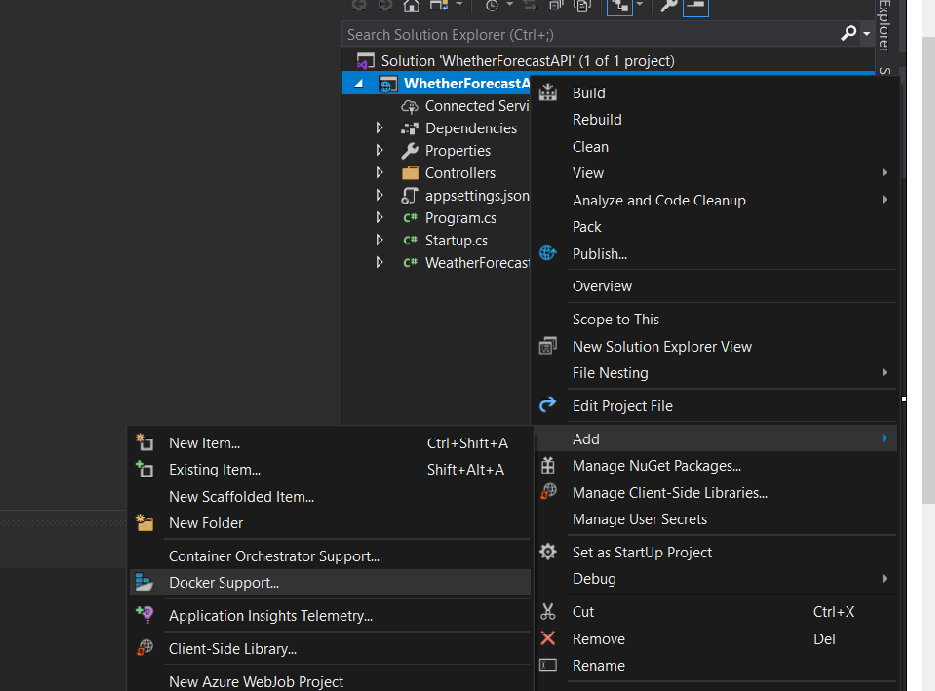 Search Solution Explorer (Ctrl+;)
Explorer
S
Solution 'WhetherForecastAPI' (1 of 1 project)
WhetherForecastA
Connected Servi
Dependencies
Properties
Controllers
appsettings.json
C# Program.cs
C# Startup.cs
C# WeatherForecast
Build
Rebuild
Clean
View
Analyze and Code Cleanup
Pack
Publish...
Overview
Scope to This
New Solution Explorer View
File Nesting
Edit Project File
Add
Manage NuGet Packages...
Manage Client-Side Libraries...
Manage User Secrets
Set as StartUp Project
Debug
Cut Ctrl+X
Remove Del
Rename
New Item... Ctrl+Shift+A
Existing Item... Shift+Alt+A
New Scaffolded Item...
New Folder
Container Orchestrator Support...
Docker Support...
Application Insights Telemetry...
Client-Side Library...
New Azure WebJob Project